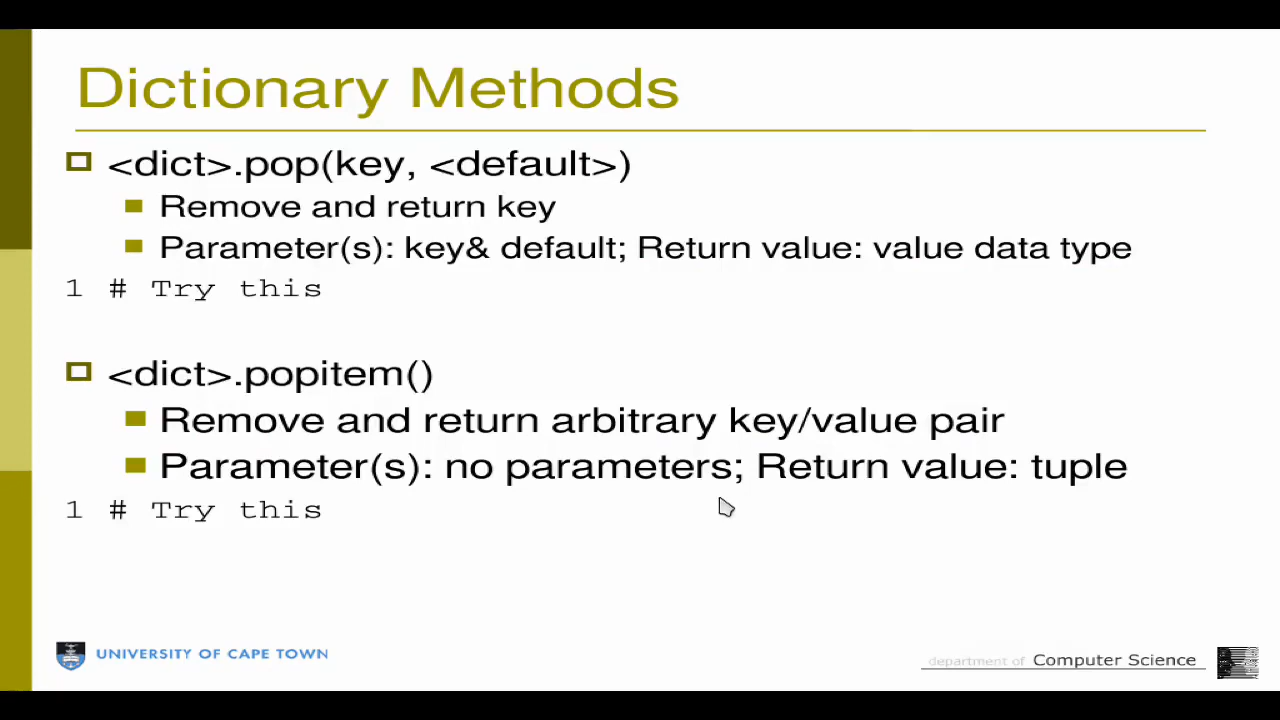 Dictionary Methods
<dict>.pop(key, <default>)
Remove and return key
Parameter(s): key& default; Return value: value data type
1 # Try this
<dict>.popitem()
Remove and return arbitrary key/value pair
Parameter(s): no parameters; Return value: tuple
1 # Try this
UNIVERSITY OF CAPE TOWN
department of Computer Science